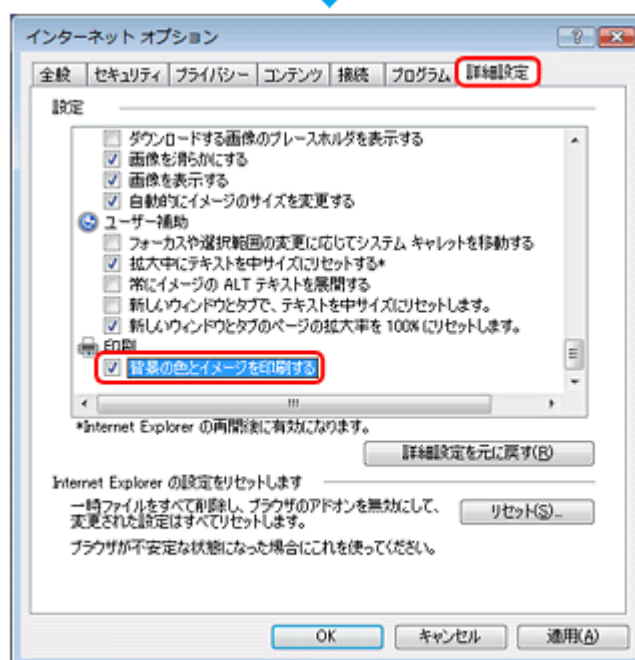 インターネット オプション
全般 セキュリティ プライバシー コンテンツ 接続 プログラム 詳細設定
設定
ダウンロードする画像のプレースホルダを表示する
画像を滑らかにする
画像を表示する
自動的にイメージのサイズを変更する
ユーザー補助
フォーカスや選択範囲の変更に応じてシステム キャレットを移動する
拡大中にテキストを中サイズにリセットする*
常にイメージの ALT テキストを展開する
新しいウィンドウとタブで、テキストを中サイズにリセットします。
新しいウィンドウとタブのページの拡大率を 100% にリセットします。
印刷
背景の色とイメージを印刷する
*Internet Explorer の再開後に有効になります。
詳細設定を元に戻す(R)
Internet Explorer の設定をリセットします
一時ファイルをすべて削除し、ブラウザのアドオンを無効にして、
変更された設定はすべてリセットします。
リセット(S)...
ブラウザが不安定な状態になった場合にこれを使ってください。
OK キャンセル 適用(A)